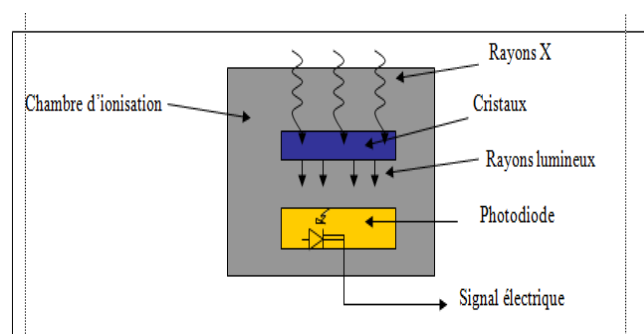 Rayons X
Chambre d'ionisation
Cristaux
Rayons lumineux
Photodiode
Signal électrique